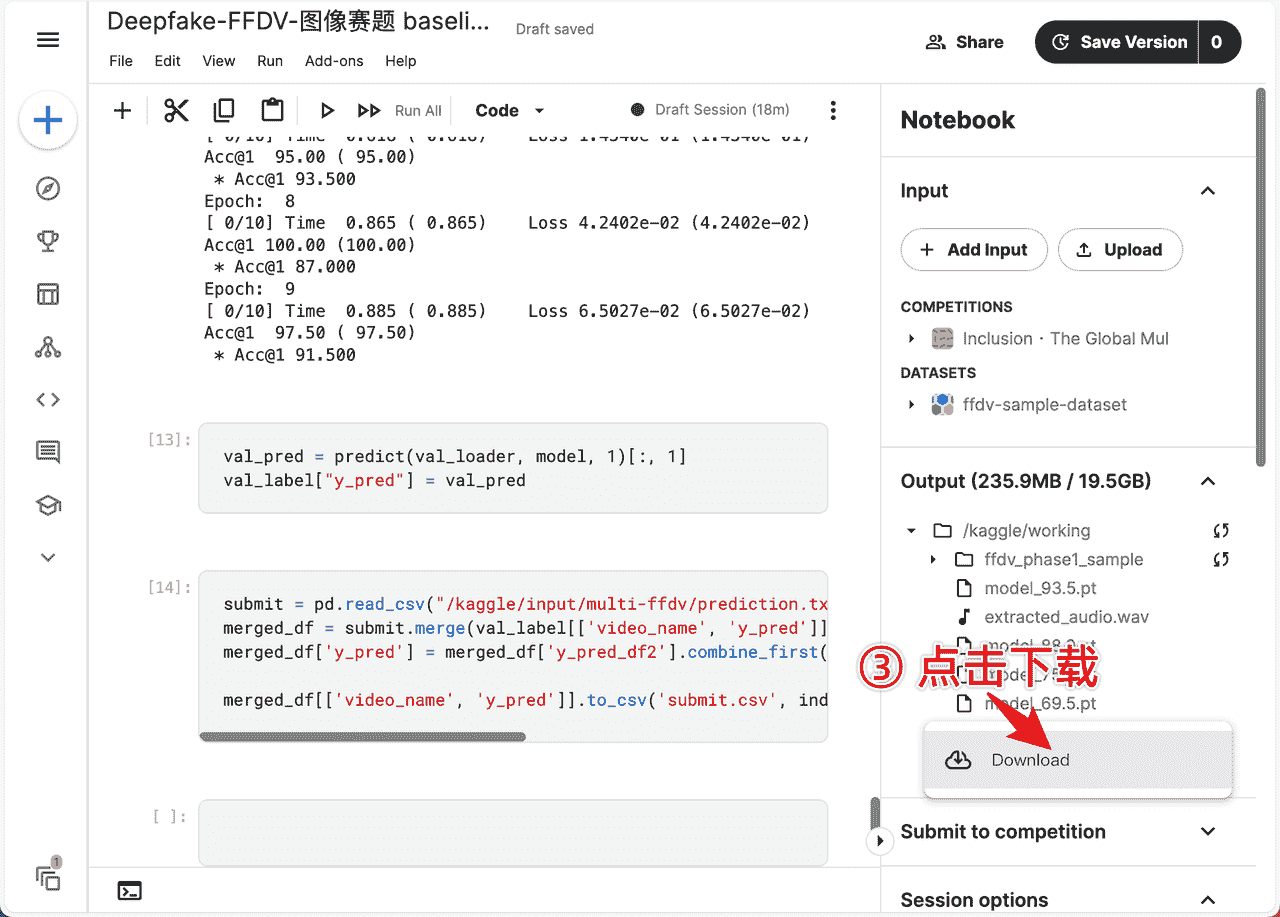 Deepfake-FFDV-图像赛题 baseli...
Draft saved
Share
Save Version
0
File Edit View Run Add-ons Help
Run All
Code
Draft Session (18m)
Acc@1  95.00 ( 95.00)
 * Acc@1 93.500
Epoch:  8
[ 0/10] Time  0.865 ( 0.865)    Loss 4.2402e-02 (4.2402e-02)
Acc@1 100.00 (100.00)
 * Acc@1 87.000
Epoch:  9
[ 0/10] Time  0.885 ( 0.885)    Loss 6.5027e-02 (6.5027e-02)
Acc@1  97.50 ( 97.50)
 * Acc@1 91.500
[13]:
val_pred = predict(val_loader, model, 1)[:, 1]
val_label["y_pred"] = val_pred
[14]:
submit = pd.read_csv("/kaggle/input/multi-ffdv/prediction.tx
merged_df = submit.merge(val_label[['video_name', 'y_pred']]
merged_df['y_pred'] = merged_df['y_pred_df2'].combine_first(
merged_df[['video_name', 'y_pred']].to_csv('submit.csv', ind
[ ]:
1
Notebook
Input
Add Input
Upload
COMPETITIONS
Inclusion · The Global Mul
DATASETS
ffdv-sample-dataset
Output (235.9MB / 19.5GB)
/kaggle/working
ffdv_phase1_sample
model_93.5.pt
extracted_audio.wav
③ 点击下载
model_69.5.pt
Download
Submit to competition
Session options